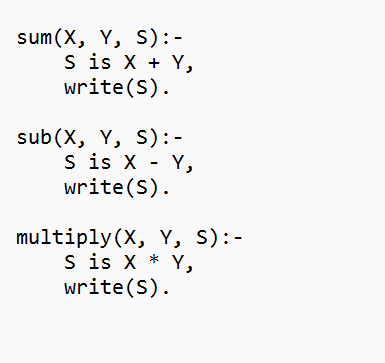 sum(X, Y, S):-
    S is X + Y,
    write(S).
sub(X, Y, S):-
    S is X - Y,
    write(S).
multiply(X, Y, S):-
    S is X * Y,
    write(S).